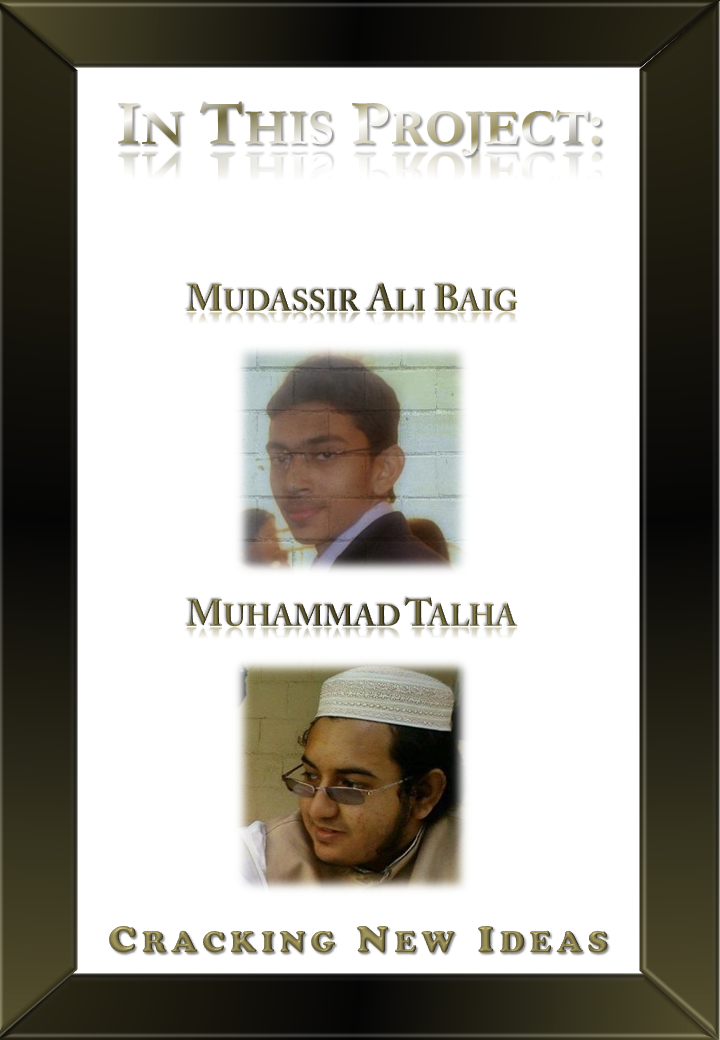 In This Project:
Mudassir Ali Baig
Muhammad Talha
Cracking New Ideas